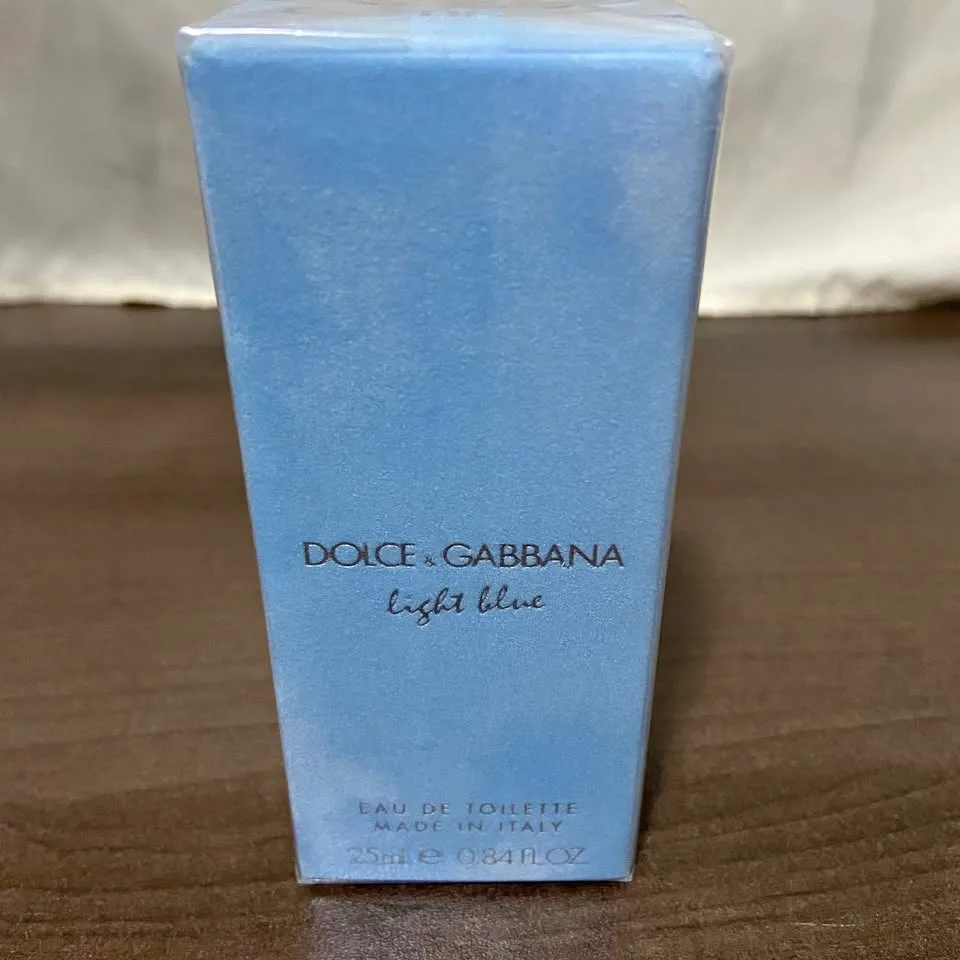 DOLCE & GABBANA
light blue
EAU DE TOILETTE
MADE IN ITALY
25mL e 0.84 FL.OZ.